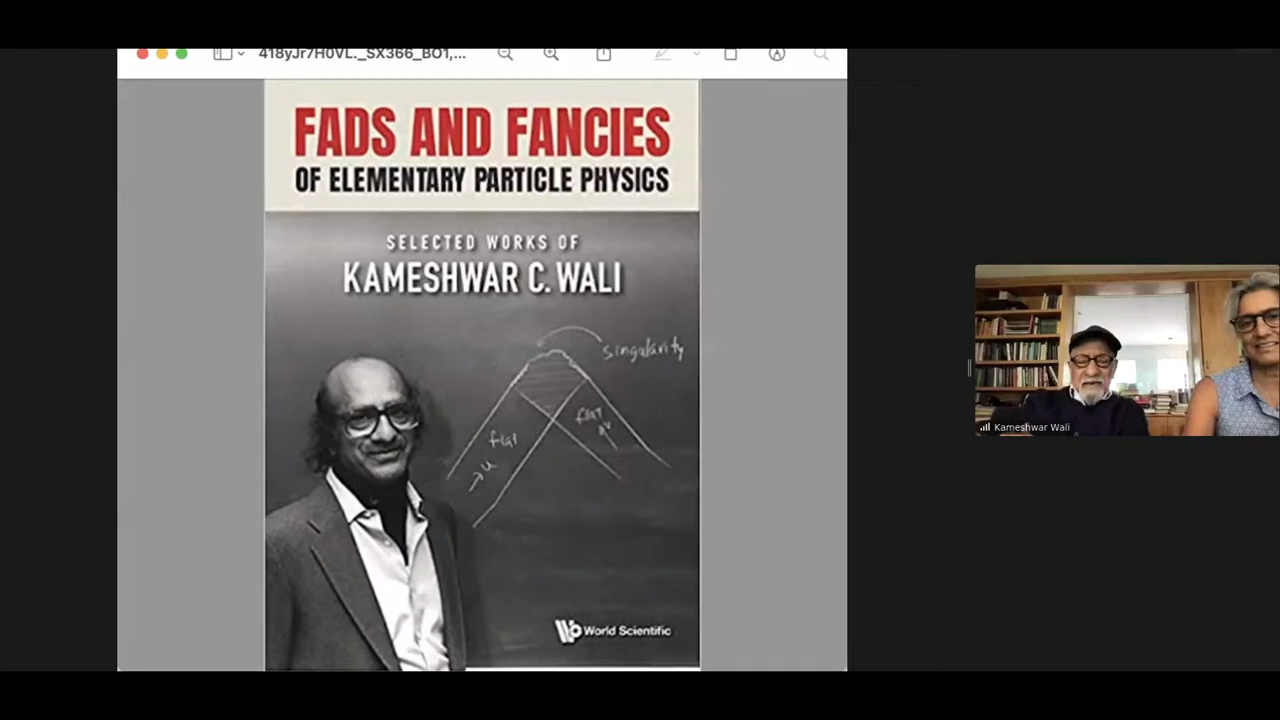 418yJr7H0VL._SX366_BO1,...
FADS AND FANCIES
OF ELEMENTARY PARTICLE PHYSICS
SELECTED WORKS OF
KAMESHWAR C. WALI
singularity
flat
flat
v
u
World Scientific
Kameshwar Wali